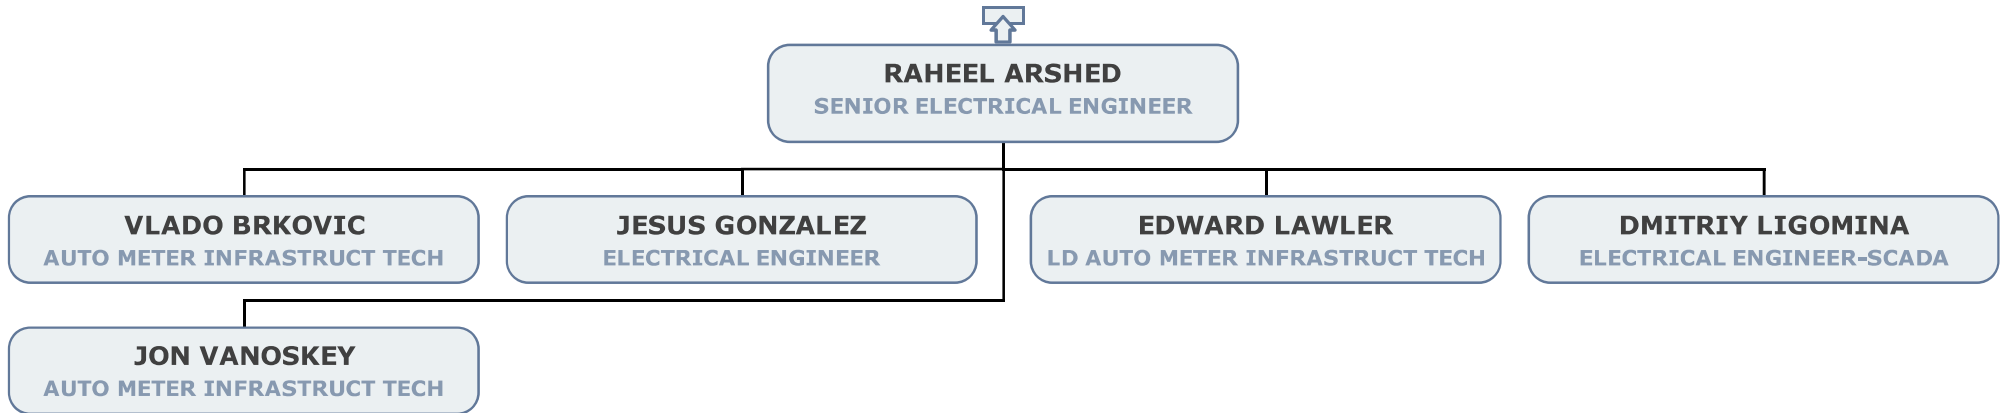 RAHEEL ARSHED
SENIOR ELECTRICAL ENGINEER
VLADO BRKOVIC
AUTO METER INFRASTRUCT TECH
JESUS GONZALEZ
ELECTRICAL ENGINEER
EDWARD LAWLER
LD AUTO METER INFRASTRUCT TECH
DMITRIY LIGOMINA
ELECTRICAL ENGINEER-SCADA
JON VANOSKEY
AUTO METER INFRASTRUCT TECH